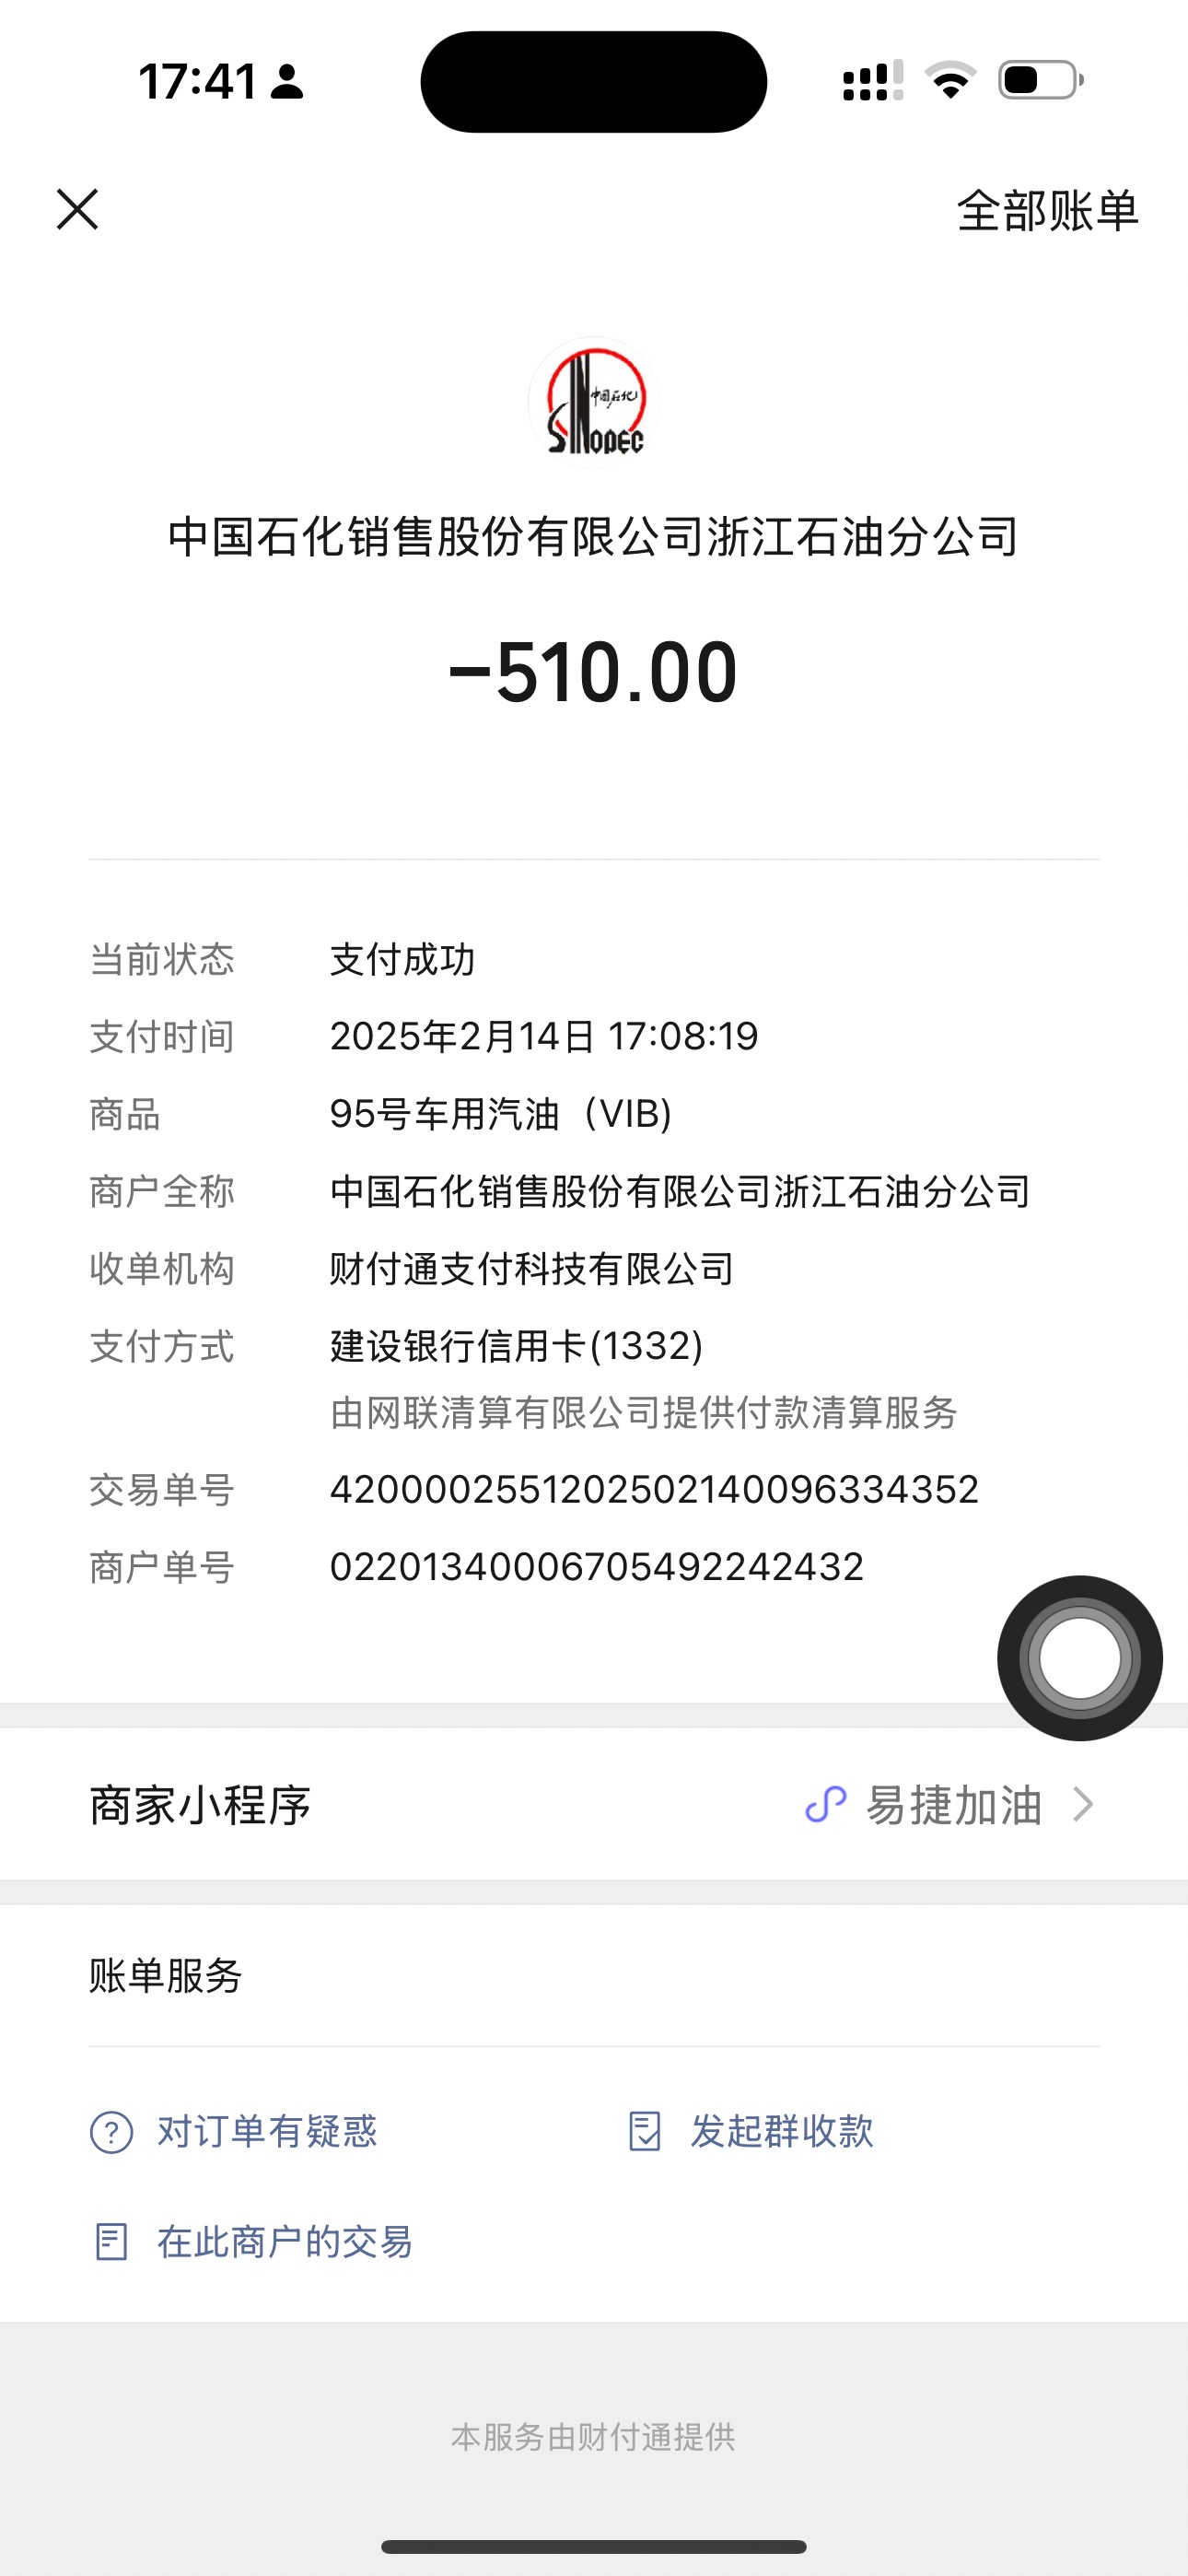 17:41
全部账单
中国石化
SINOPEC
中国石化销售股份有限公司浙江石油分公司
-510.00
当前状态 支付成功
支付时间 2025年2月14日 17:08:19
商品 95号车用汽油（VIB)
商户全称 中国石化销售股份有限公司浙江石油分公司
收单机构 财付通支付科技有限公司
支付方式 建设银行信用卡(1332)
由网联清算有限公司提供付款清算服务
交易单号 4200002551202502140096334352
商户单号 022013400067054922424​32
商家小程序 易捷加油
账单服务
对订单有疑惑 发起群收款
在此商户的交易
本服务由财付通提供